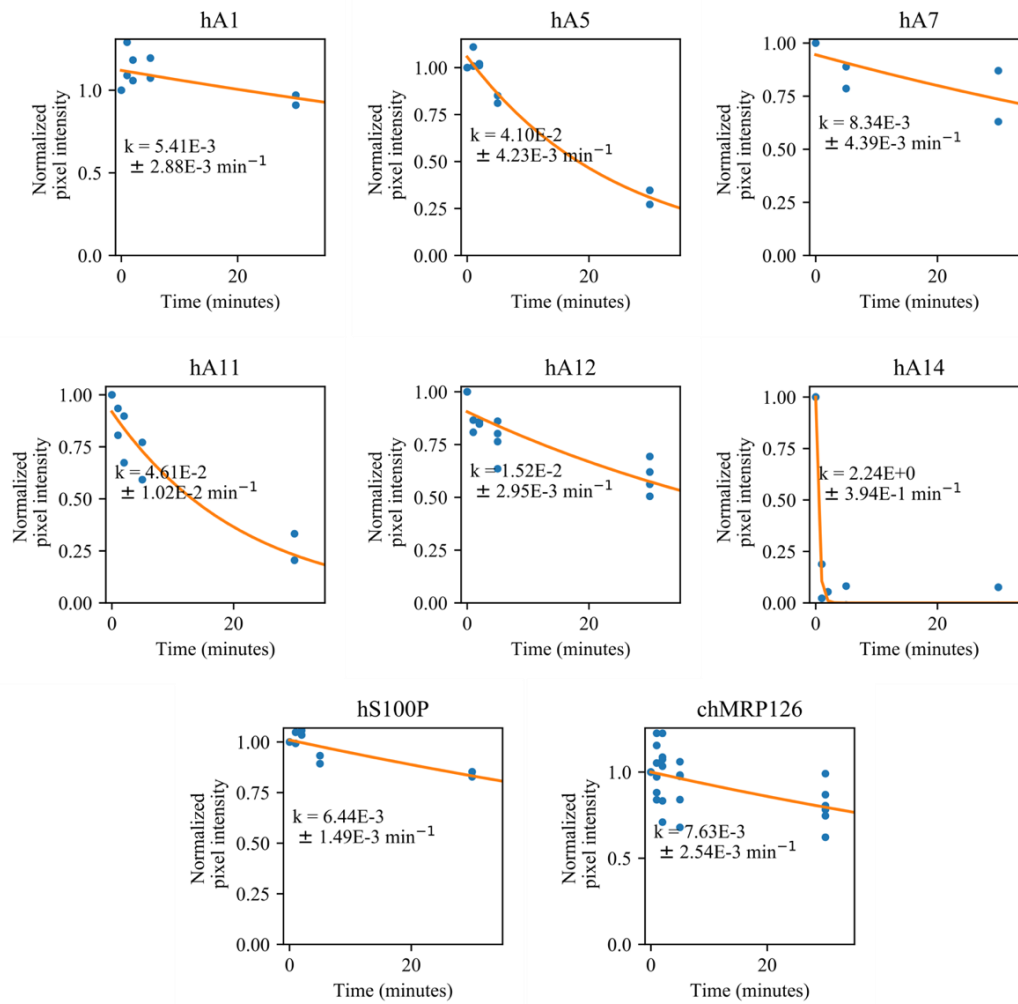 hA1
Normalized
pixel intensity
1.0
0.5
0.0
k = 5.41E-3
± 2.88E-3 min⁻¹
0
20
Time (minutes)
hA5
Normalized
pixel intensity
1.00
0.75
0.50
0.25
0.00
k = 4.10E-2
± 4.23E-3 min⁻¹
0
20
Time (minutes)
hA7
Normalized
pixel intensity
1.00
0.75
0.50
0.25
0.00
k = 8.34E-3
± 4.39E-3 min⁻¹
0
20
Time (minutes)
hA11
Normalized
pixel intensity
1.00
0.75
0.50
0.25
0.00
k = 4.61E-2
± 1.02E-2 min⁻¹
0
20
Time (minutes)
hA12
Normalized
pixel intensity
1.00
0.75
0.50
0.25
0.00
k = 1.52E-2
± 2.95E-3 min⁻¹
0
20
Time (minutes)
hA14
Normalized
pixel intensity
1.00
0.75
0.50
0.25
0.00
k = 2.24E+0
± 3.94E-1 min⁻¹
0
20
Time (minutes)
hS100P
Normalized
pixel intensity
1.00
0.75
0.50
0.25
0.00
k = 6.44E-3
± 1.49E-3 min⁻¹
0
20
Time (minutes)
chMRP126
Normalized
pixel intensity
1.0
0.5
0.0
k = 7.63E-3
± 2.54E-3 min⁻¹
0
20
Time (minutes)